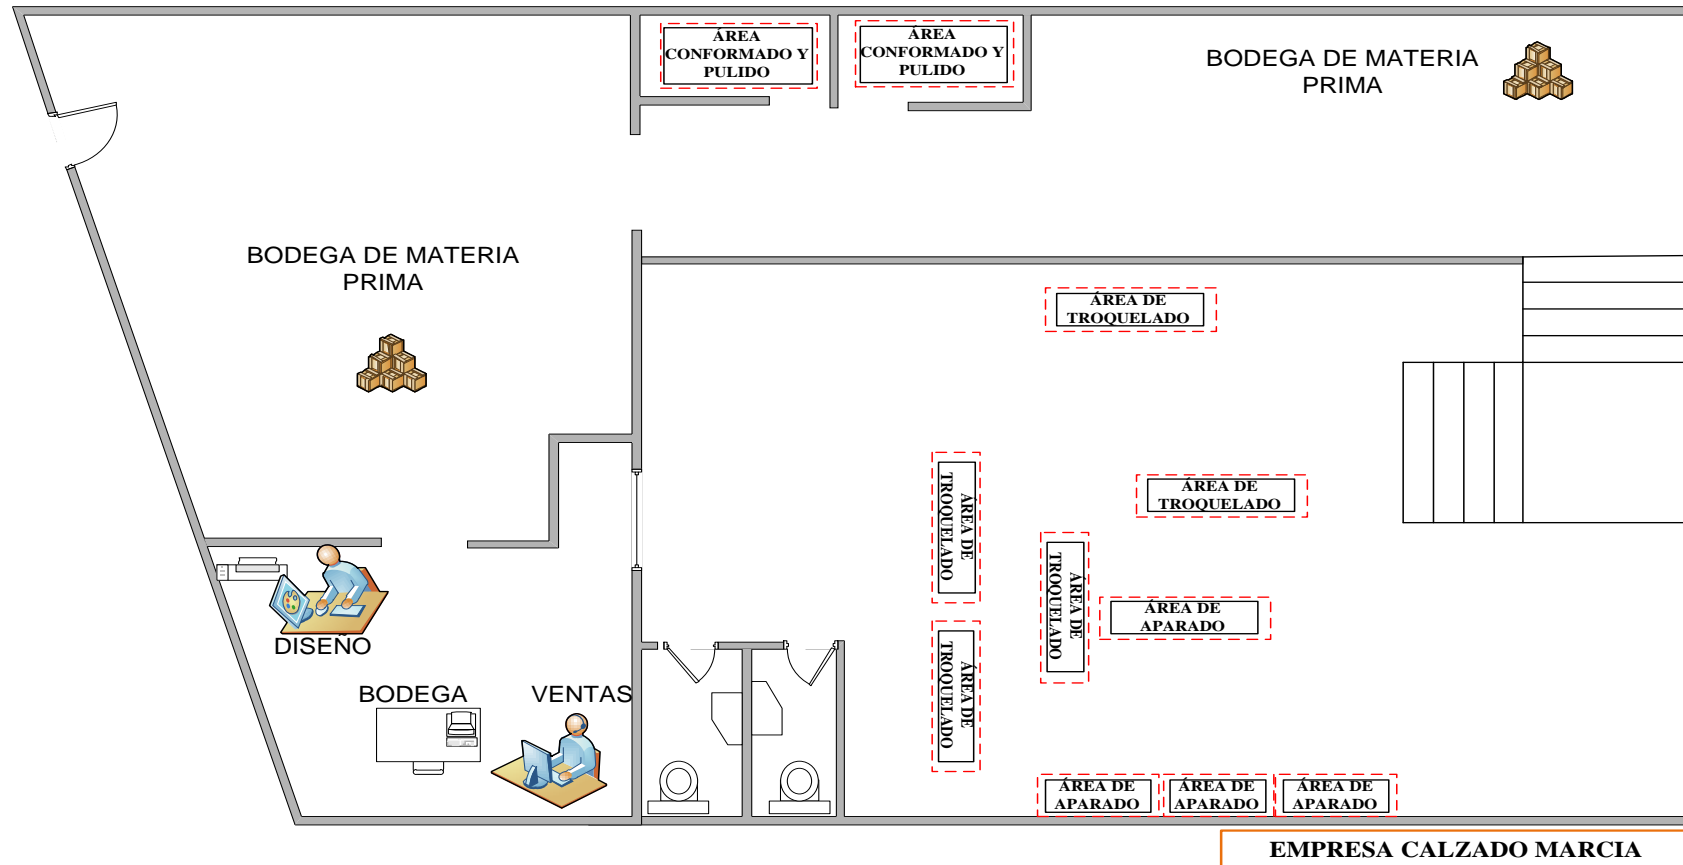 ÁREA
CONFORMADO Y
PULIDO
ÁREA
CONFORMADO Y
PULIDO
BODEGA DE MATERIA
PRIMA
BODEGA DE MATERIA
PRIMA
ÁREA DE
TROQUELADO
ÁREA DE
TROQUELADO
ÁREA DE
TROQUELADO
ÁREA DE
TROQUELADO
ÁREA DE
APARADO
ÁREA DE
TROQUELADO
DISEÑO
BODEGA
VENTAS
ÁREA DE
APARADO
ÁREA DE
APARADO
ÁREA DE
APARADO
EMPRESA CALZADO MARCIA